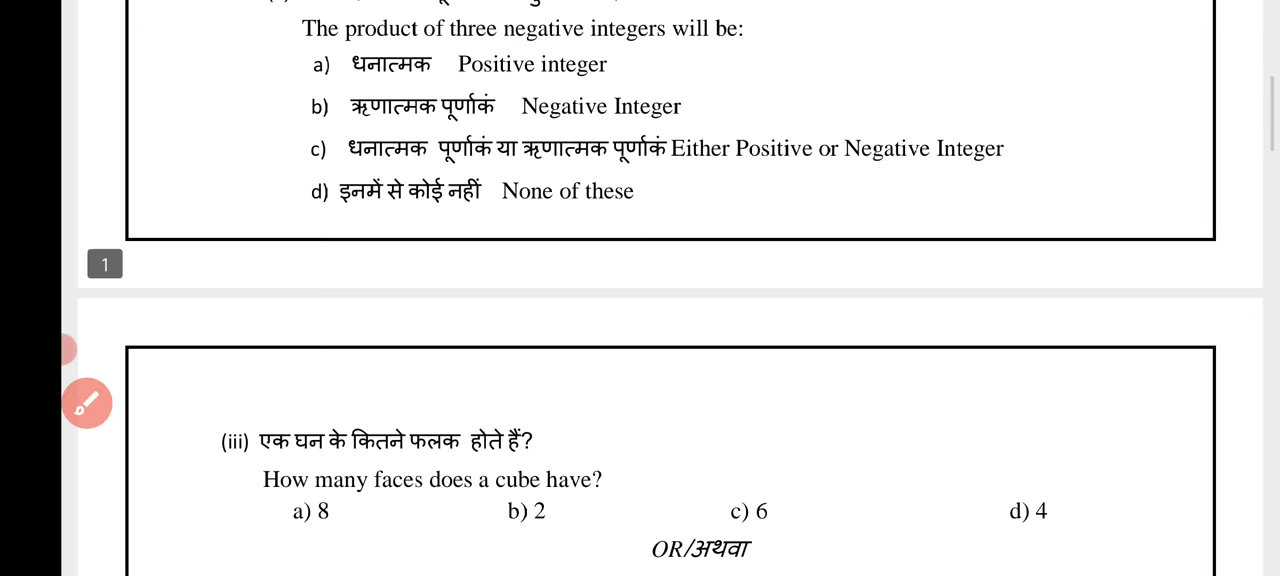 The product of three negative integers will be:
a) धनात्मक Positive integer
b) ऋणात्मक पूर्णाकं Negative Integer
c) धनात्मक पूर्णाकं या ऋणात्मक पूर्णाकं Either Positive or Negative Integer
d) इनमें से कोई नहीं None of these
1
(iii) एक घन के कितने फलक होते हैं?
How many faces does a cube have?
a) 8 b) 2 c) 6 d) 4
OR/अथवा